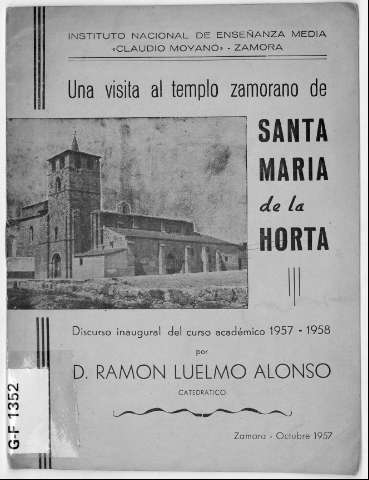 INSTITUTO NACIONAL DE ENSEÑANZA MEDIA
«CLAUDIO MOYANO» - ZAMORA
Una visita al templo zamorano de
SANTA
MARIA
de la
HORTA
Discurso inaugural del curso académico 1957 - 1958
por
D. RAMON LUELMO ALONSO
CATEDRATICO
Zamora - Octubre 1957
G-F 1352